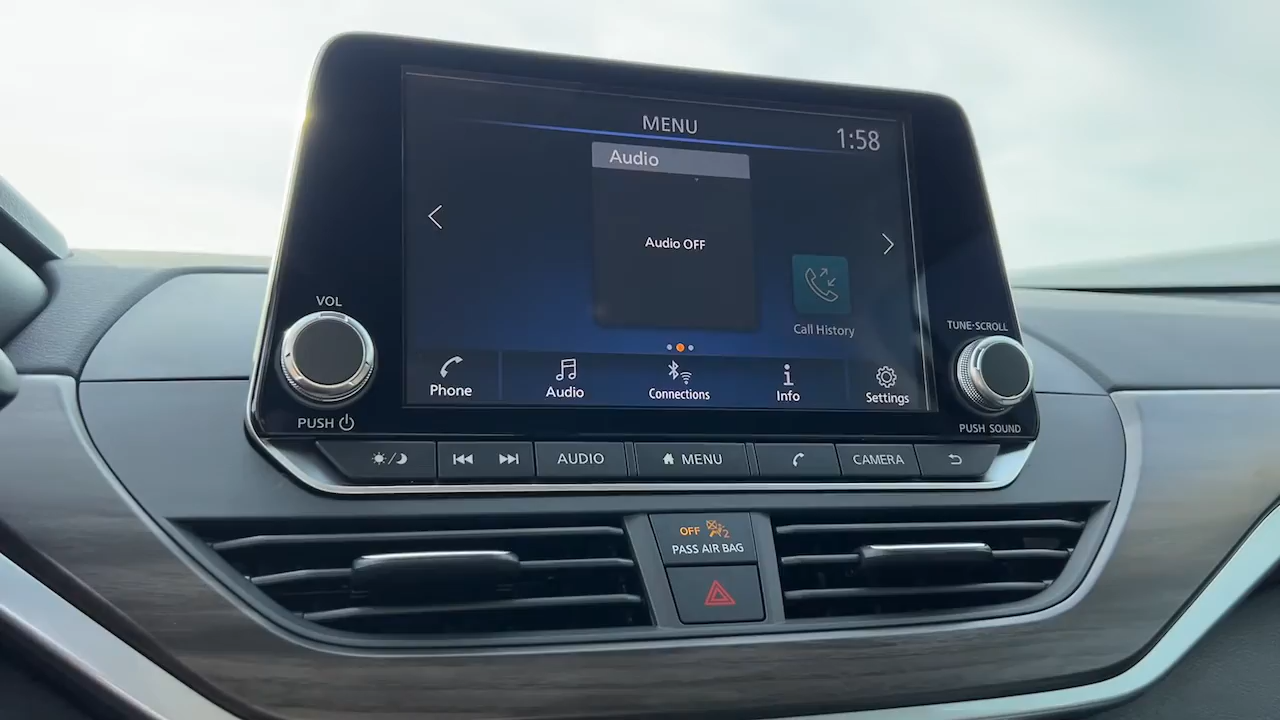 MENU
1:58
Audio
Audio OFF
Call History
Phone
Audio
Connections
Info
Settings
VOL
PUSH
TUNE·SCROLL
PUSH SOUND
AUDIO
MENU
CAMERA
OFF 2
PASS AIR BAG